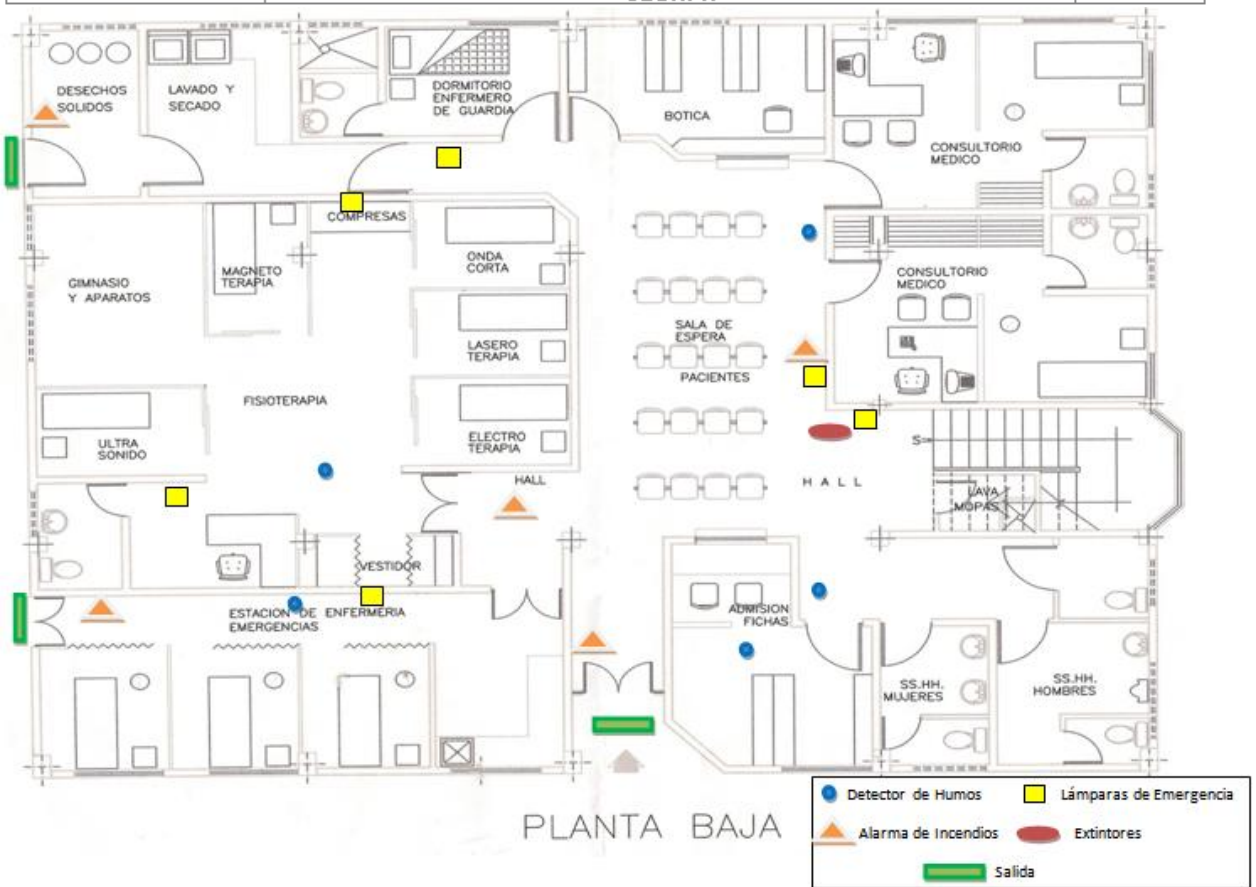 DESECHOS
SOLIDOS
LAVADO Y
SECADO
DORMITORIO
ENFERMERO
DE GUARDIA
BOTICA
CONSULTORIO
MEDICO
COMPRESAS
GIMNASIO
Y APARATOS
MAGNETO
TERAPIA
ONDA
CORTA
CONSULTORIO
MEDICO
LASERO
TERAPIA
SALA DE
ESPERA
PACIENTES
FISIOTERAPIA
ULTRA
SONIDO
ELECTRO
TERAPIA
S
HALL
HALL
LAVA
MOPAS
VESTIDOR
ESTACION DE ENFERMERIA
EMERGENCIAS
ADMISION
FICHAS
SS.HH.
MUJERES
SS.HH.
HOMBRES
PLANTA BAJA
Detector de Humos
Lámparas de Emergencia
Alarma de Incendios
Extintores
Salida